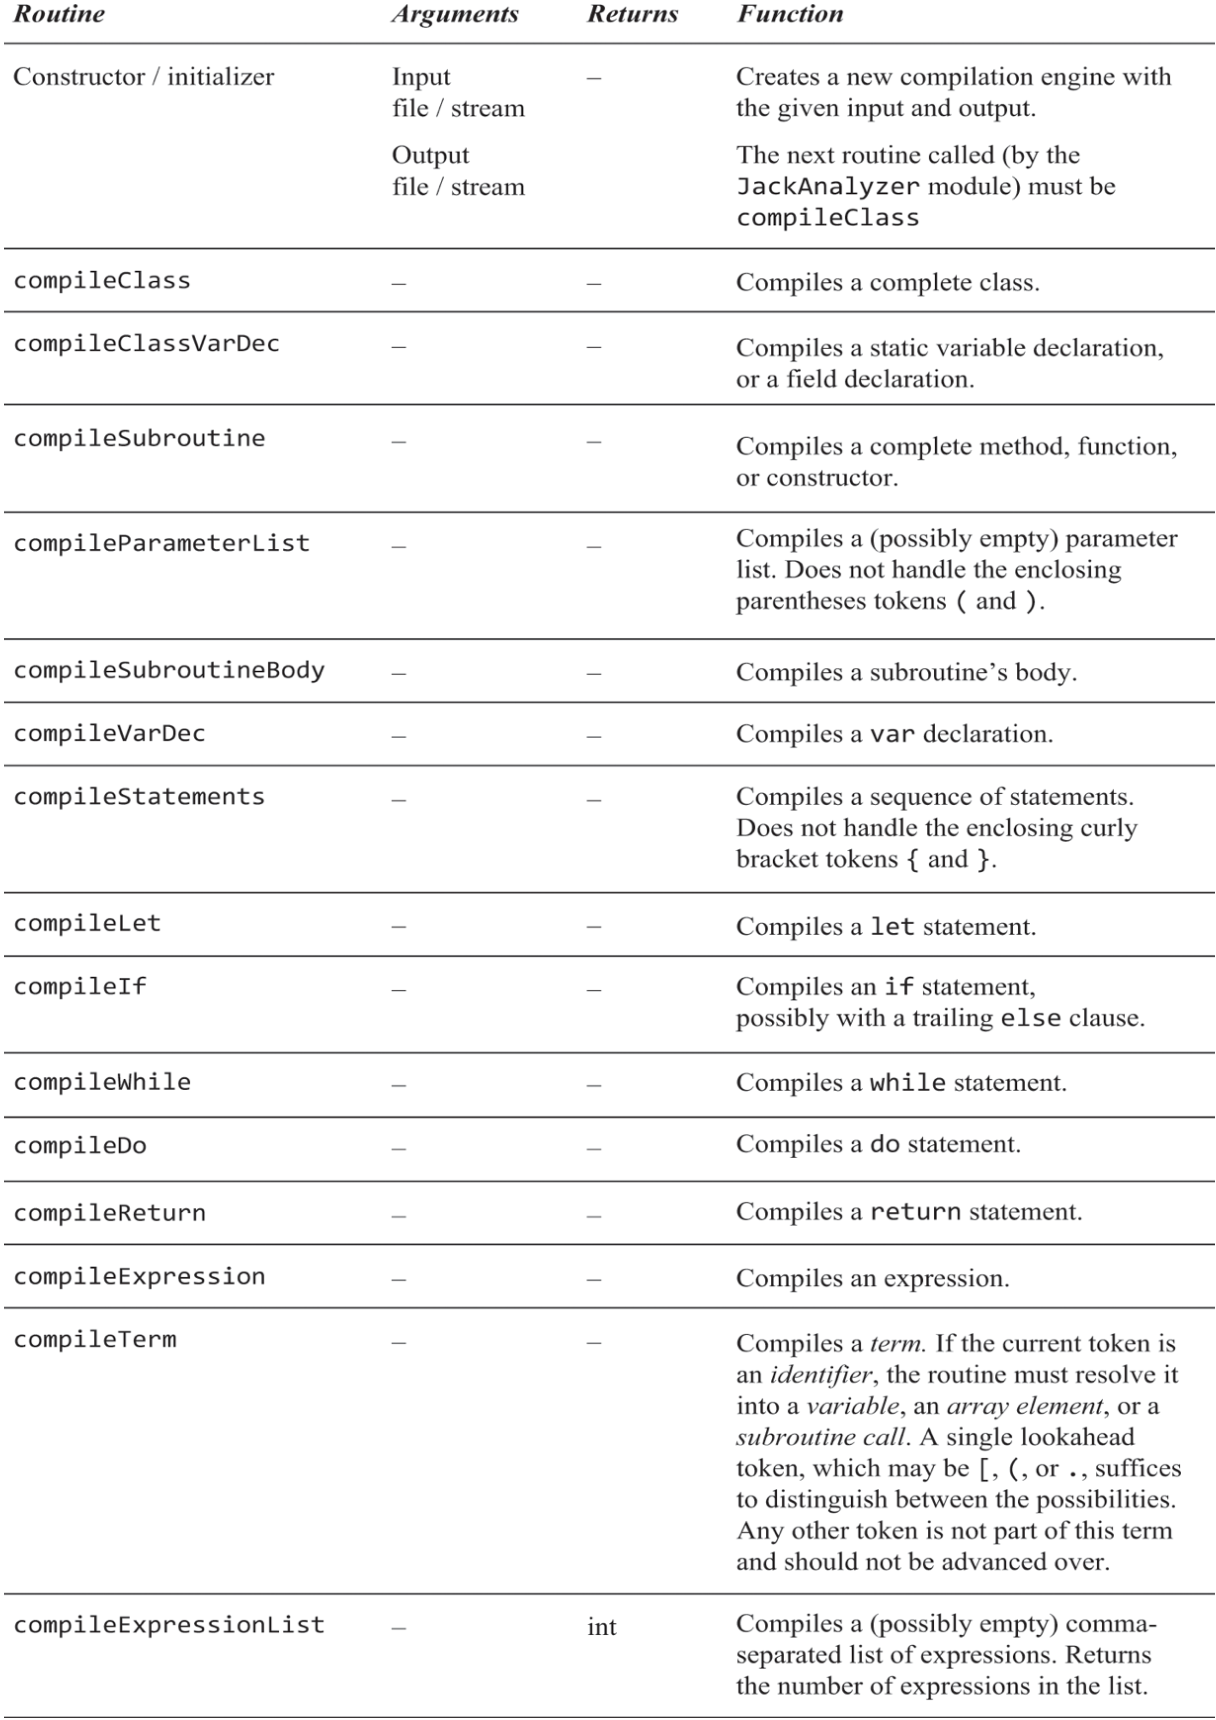 Routine Arguments Returns Function
Constructor / initializer Input – Creates a new compilation engine with
file / stream the given input and output.
Output The next routine called (by the
file / stream JackAnalyzer module) must be
compileClass
compileClass – – Compiles a complete class.
compileClassVarDec – – Compiles a static variable declaration,
or a field declaration.
compileSubroutine – – Compiles a complete method, function,
or constructor.
compileParameterList – – Compiles a (possibly empty) parameter
list. Does not handle the enclosing
parentheses tokens ( and ).
compileSubroutineBody – – Compiles a subroutine’s body.
compileVarDec – – Compiles a var declaration.
compileStatements – – Compiles a sequence of statements.
Does not handle the enclosing curly
bracket tokens { and }.
compileLet – – Compiles a let statement.
compileIf – – Compiles an if statement,
possibly with a trailing else clause.
compileWhile – – Compiles a while statement.
compileDo – – Compiles a do statement.
compileReturn – – Compiles a return statement.
compileExpression – – Compiles an expression.
compileTerm – – Compiles a term. If the current token is
an identifier, the routine must resolve it
into a variable, an array element, or a
subroutine call. A single lookahead
token, which may be [, (, or ., suffices
to distinguish between the possibilities.
Any other token is not part of this term
and should not be advanced over.
compileExpressionList – int Compiles a (possibly empty) comma-
separated list of expressions. Returns
the number of expressions in the list.